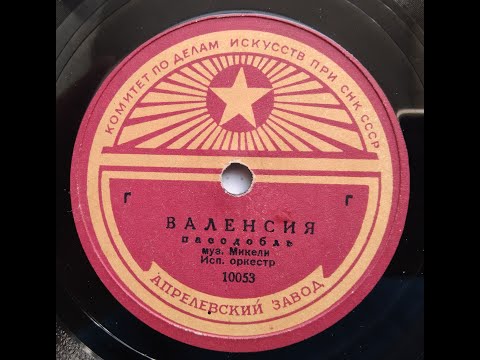 КОМИТЕТ ПО ДЕЛАМ ИСКУССТВ ПРИ СНК СССР
Г Г
ВАЛЕНСИЯ
пасодобль
муз. Микели
Исп. оркестр
10053
АПРЕЛЕВСКИЙ ЗАВОД